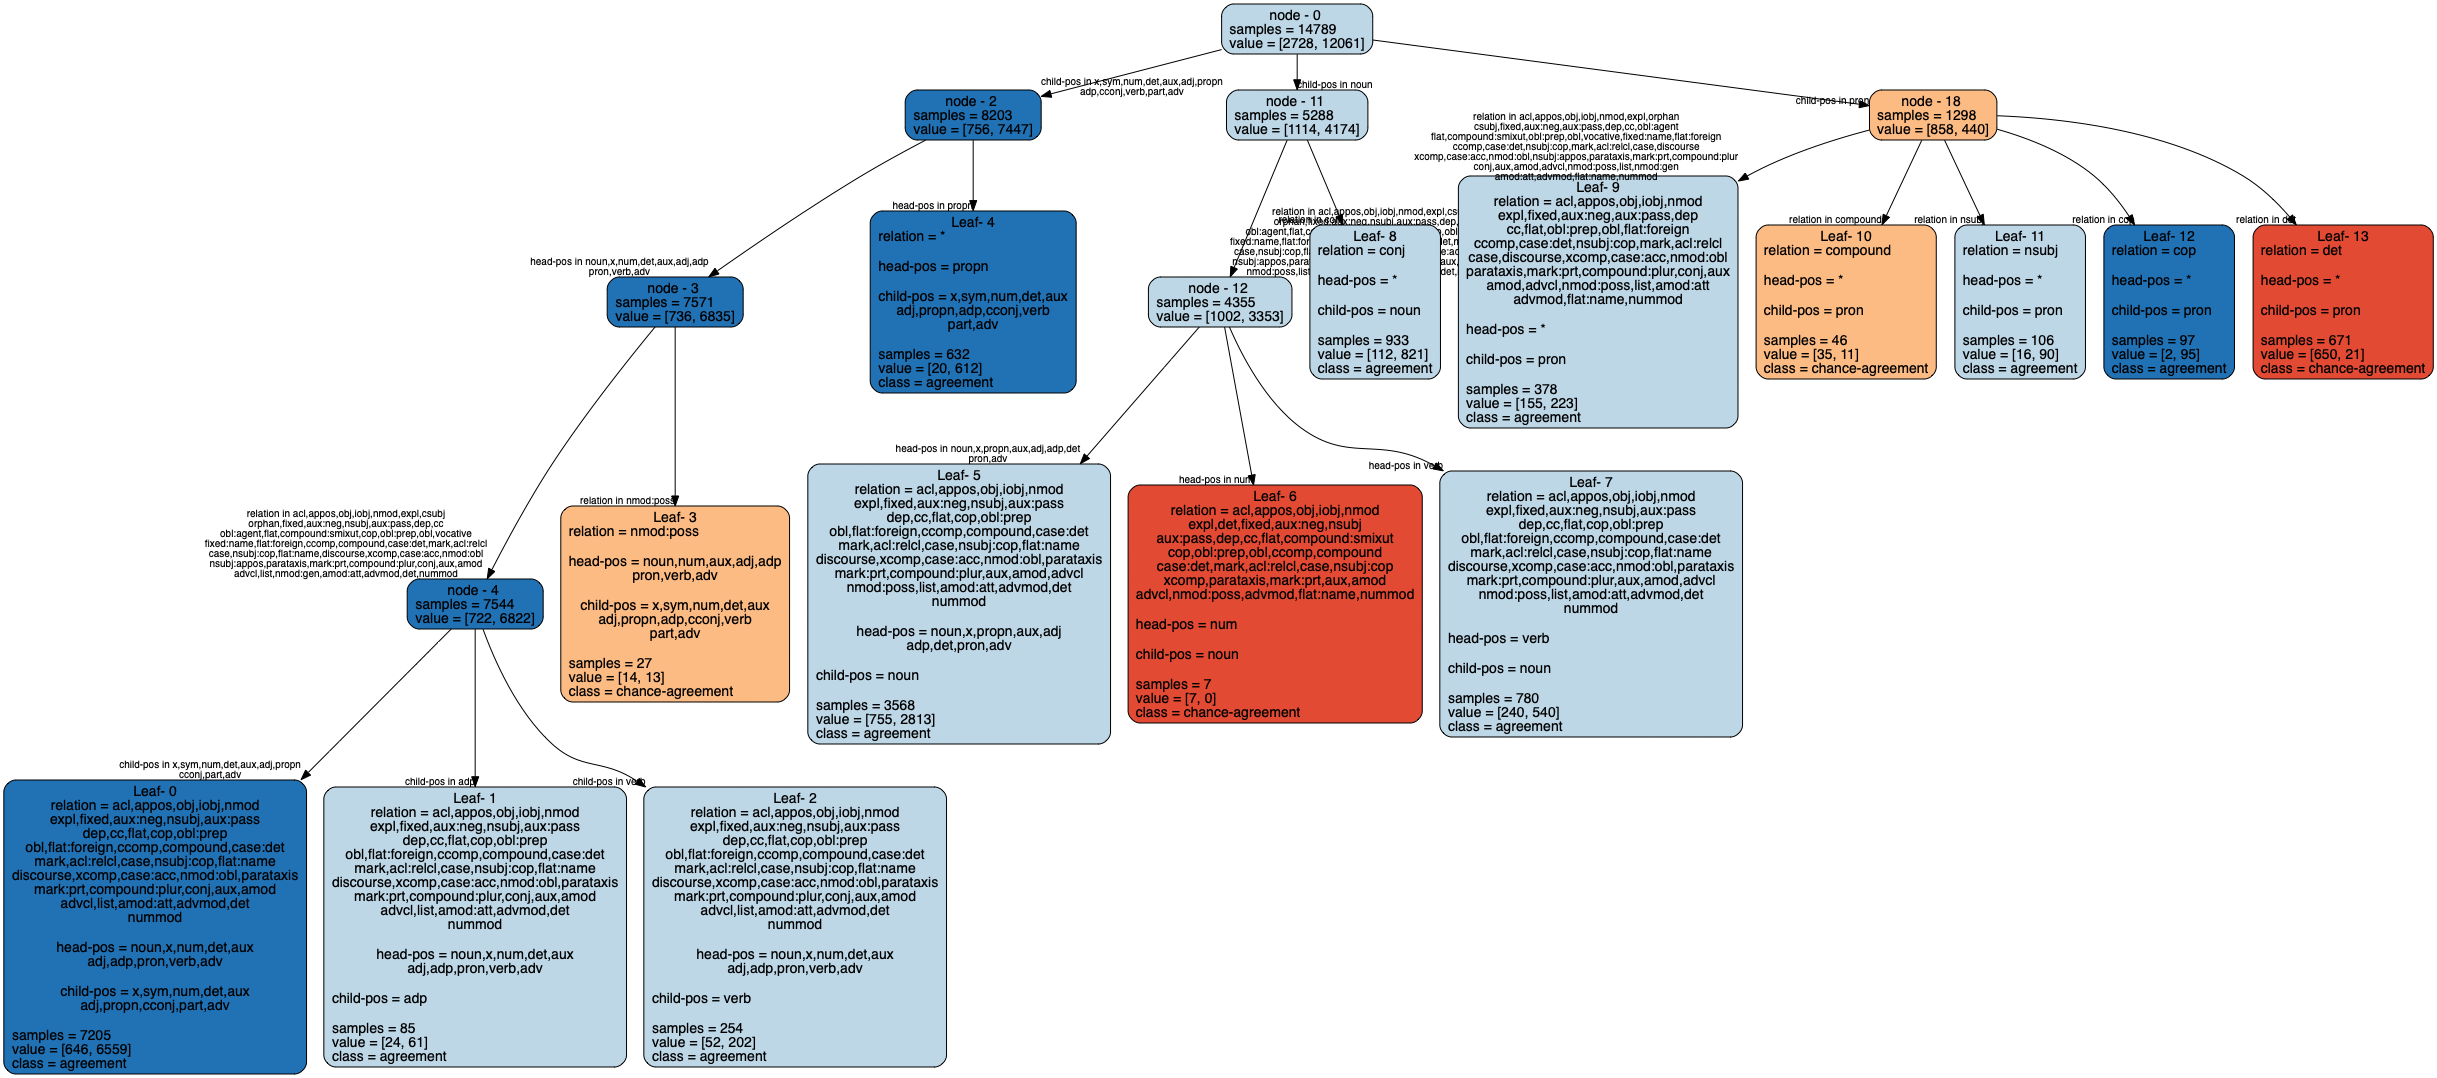 node - 0
samples = 14789
value = [2728, 12061]
child-pos in x,sym,num,det,aux,adj,propn
adp,cconj,verb,part,adv
child-pos in noun
child-pos in pron
node - 2
samples = 8203
value = [756, 7447]
node - 11
samples = 5288
value = [1114, 4174]
node - 18
samples = 1298
value = [858, 440]
head-pos in noun,x,num,det,aux,adj,adp
pron,verb,adv
head-pos in propn
relation in acl,appos,obj,iobj,nmod,expl,orphan
csubj,fixed,aux:neg,aux:pass,dep,cc,obl:agent
flat,compound:smixut,obl:prep,obl,vocative,fixed:name,flat:foreign
ccomp,case:det,nsubj:cop,mark,acl:relcl,case,discourse
xcomp,case:acc,nmod:obl,nsubj:appos,parataxis,mark:prt,compound:plur
conj,aux,amod,advcl,nmod:poss,list,nmod:gen
amod:att,advmod,flat:name,nummod
relation in compound
relation in nsubj
relation in cop
relation in det
node - 3
samples = 7571
value = [736, 6835]
Leaf- 4
relation = *
head-pos = propn
child-pos = x,sym,num,det,aux
adj,propn,adp,cconj,verb
part,adv
samples = 632
value = [20, 612]
class = agreement
relation in acl,appos,obj,iobj,nmod,expl
node - 12
samples = 4355
value = [1002, 3353]
Leaf- 8
relation = conj
head-pos = *
child-pos = noun
samples = 933
value = [112, 821]
class = agreement
Leaf- 9
relation = acl,appos,obj,iobj,nmod
expl,fixed,aux:neg,aux:pass,dep
cc,flat,obl:prep,obl,flat:foreign
ccomp,case:det,nsubj:cop,mark,acl:relcl
case,discourse,xcomp,case:acc,nmod:obl
parataxis,mark:prt,compound:plur,conj,aux
amod,advcl,nmod:poss,list,amod:att
advmod,flat:name,nummod
head-pos = *
child-pos = pron
samples = 378
value = [155, 223]
class = agreement
Leaf- 10
relation = compound
head-pos = *
child-pos = pron
samples = 46
value = [35, 11]
class = chance-agreement
Leaf- 11
relation = nsubj
head-pos = *
child-pos = pron
samples = 106
value = [16, 90]
class = agreement
Leaf- 12
relation = cop
head-pos = *
child-pos = pron
samples = 97
value = [2, 95]
class = agreement
Leaf- 13
relation = det
head-pos = *
child-pos = pron
samples = 671
value = [650, 21]
class = chance-agreement
relation in acl,appos,obj,iobj,nmod,expl,csubj
orphan,fixed,aux:neg,nsubj,aux:pass,dep,cc
obl:agent,flat,compound:smixut,cop,obl:prep,obl,vocative
fixed:name,flat:foreign,ccomp,compound,case:det,mark,acl:relcl
case,nsubj:cop,flat:name,discourse,xcomp,case:acc,nmod:obl
nsubj:appos,parataxis,mark:prt,compound:plur,conj,aux,amod
advcl,list,nmod:gen,amod:att,advmod,det,nummod
relation in nmod:poss
head-pos in noun,x,propn,aux,adj,adp,det
pron,adv
head-pos in num
head-pos in verb
node - 4
samples = 7544
value = [722, 6822]
Leaf- 3
relation = nmod:poss
head-pos = noun,num,aux,adj,adp
pron,verb,adv
child-pos = x,sym,num,det,aux
adj,propn,adp,cconj,verb
part,adv
samples = 27
value = [14, 13]
class = chance-agreement
Leaf- 5
relation = acl,appos,obj,iobj,nmod
expl,fixed,aux:neg,nsubj,aux:pass
dep,cc,flat,cop,obl:prep
obl,flat:foreign,ccomp,compound,case:det
mark,acl:relcl,case,nsubj:cop,flat:name
discourse,xcomp,case:acc,nmod:obl,parataxis
mark:prt,compound:plur,aux,amod,advcl
nmod:poss,list,amod:att,advmod,det
nummod
head-pos = noun,x,propn,aux,adj
adp,det,pron,adv
child-pos = noun
samples = 3568
value = [755, 2813]
class = agreement
Leaf- 6
relation = acl,appos,obj,iobj,nmod
expl,det,fixed,aux:neg,nsubj
aux:pass,dep,cc,flat,compound:smixut
cop,obl:prep,obl,ccomp,compound
case:det,mark,acl:relcl,case,nsubj:cop
xcomp,parataxis,mark:prt,aux,amod
advcl,nmod:poss,advmod,flat:name,nummod
head-pos = num
child-pos = noun
samples = 7
value = [7, 0]
class = chance-agreement
Leaf- 7
relation = acl,appos,obj,iobj,nmod
expl,fixed,aux:neg,nsubj,aux:pass
dep,cc,flat,cop,obl:prep
obl,flat:foreign,ccomp,compound,case:det
mark,acl:relcl,case,nsubj:cop,flat:name
discourse,xcomp,case:acc,nmod:obl,parataxis
mark:prt,compound:plur,aux,amod,advcl
nmod:poss,list,amod:att,advmod,det
nummod
head-pos = verb
child-pos = noun
samples = 780
value = [240, 540]
class = agreement
child-pos in x,sym,num,det,aux,adj,propn
cconj,part,adv
child-pos in adp
child-pos in verb
Leaf- 0
relation = acl,appos,obj,iobj,nmod
expl,fixed,aux:neg,nsubj,aux:pass
dep,cc,flat,cop,obl:prep
obl,flat:foreign,ccomp,compound,case:det
mark,acl:relcl,case,nsubj:cop,flat:name
discourse,xcomp,case:acc,nmod:obl,parataxis
mark:prt,compound:plur,conj,aux,amod
advcl,list,amod:att,advmod,det
nummod
head-pos = noun,x,num,det,aux
adj,adp,pron,verb,adv
child-pos = x,sym,num,det,aux
adj,propn,cconj,part,adv
samples = 7205
value = [646, 6559]
class = agreement
Leaf- 1
relation = acl,appos,obj,iobj,nmod
expl,fixed,aux:neg,nsubj,aux:pass
dep,cc,flat,cop,obl:prep
obl,flat:foreign,ccomp,compound,case:det
mark,acl:relcl,case,nsubj:cop,flat:name
discourse,xcomp,case:acc,nmod:obl,parataxis
mark:prt,compound:plur,conj,aux,amod
advcl,list,amod:att,advmod,det
nummod
head-pos = noun,x,num,det,aux
adj,adp,pron,verb,adv
child-pos = adp
samples = 85
value = [24, 61]
class = agreement
Leaf- 2
relation = acl,appos,obj,iobj,nmod
expl,fixed,aux:neg,nsubj,aux:pass
dep,cc,flat,cop,obl:prep
obl,flat:foreign,ccomp,compound,case:det
mark,acl:relcl,case,nsubj:cop,flat:name
discourse,xcomp,case:acc,nmod:obl,parataxis
mark:prt,compound:plur,conj,aux,amod
advcl,list,amod:att,advmod,det
nummod
head-pos = noun,x,num,det,aux
adj,adp,pron,verb,adv
child-pos = verb
samples = 254
value = [52, 202]
class = agreement